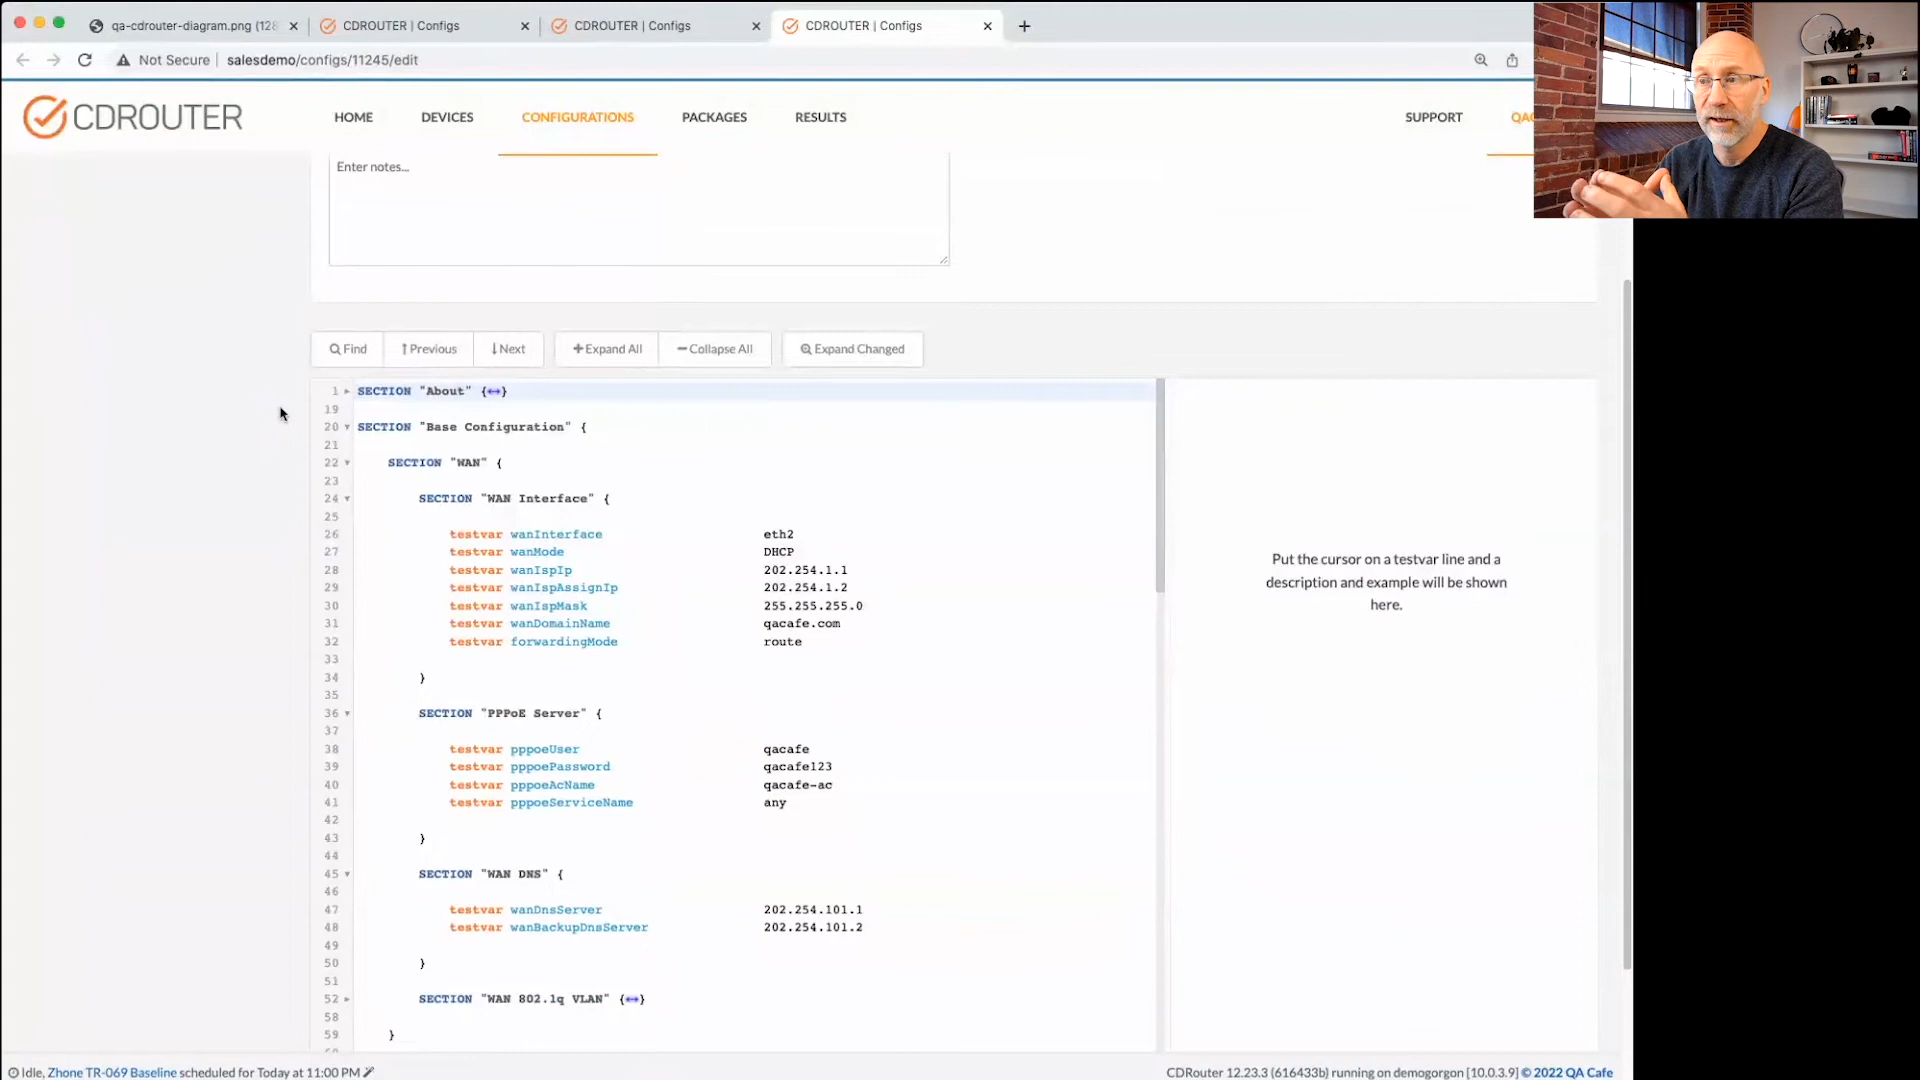 qa-cdrouter-diagram.png (128
CDROUTER | Configs
CDROUTER | Configs
CDROUTER | Configs
Not Secure
salesdemo/configs/11245/edit
CDROUTER
HOME
DEVICES
CONFIGURATIONS
PACKAGES
RESULTS
SUPPORT
QAC
Enter notes...
Find
Previous
Next
Expand All
Collapse All
Expand Changed
1 SECTION "About" {↔}
19
20 SECTION "Base Configuration" {
21
22 SECTION "WAN" {
23
24 SECTION "WAN Interface" {
25
26 testvar wanInterface eth2
27 testvar wanMode DHCP
28 testvar wanIspIp 202.254.1.1
29 testvar wanIspAssignIp 202.254.1.2
30 testvar wanIspMask 255.255.255.0
31 testvar wanDomainName qacafe.com
32 testvar forwardingMode route
33
34 }
35
36 SECTION "PPPoE Server" {
37
38 testvar pppoeUser qacafe
39 testvar pppoePassword qacafe123
40 testvar pppoeAcName qacafe-ac
41 testvar pppoeServiceName any
42
43 }
44
45 SECTION "WAN DNS" {
46
47 testvar wanDnsServer 202.254.101.1
48 testvar wanBackupDnsServer 202.254.101.2
49
50 }
51
52 SECTION "WAN 802.1q VLAN" {↔}
58
59 }
Put the cursor on a testvar line and a
description and example will be shown
here.
Idle, Zhone TR-069 Baseline scheduled for Today at 11:00 PM
CDRouter 12.23.3 (616433b) running on demogorgon [10.0.3.9] © 2022 QA Cafe